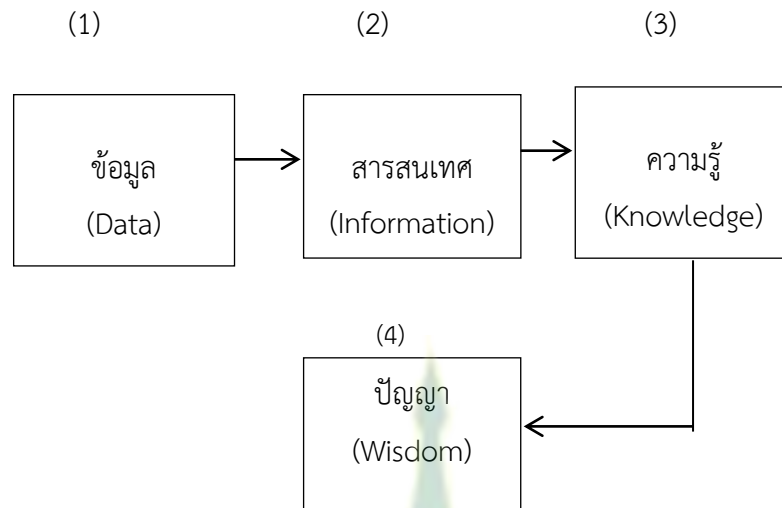 (1)
(2)
(3)
ข้อมูล
(Data)
สารสนเทศ
(Information)
ความรู้
(Knowledge)
(4)
ปัญญา
(Wisdom)